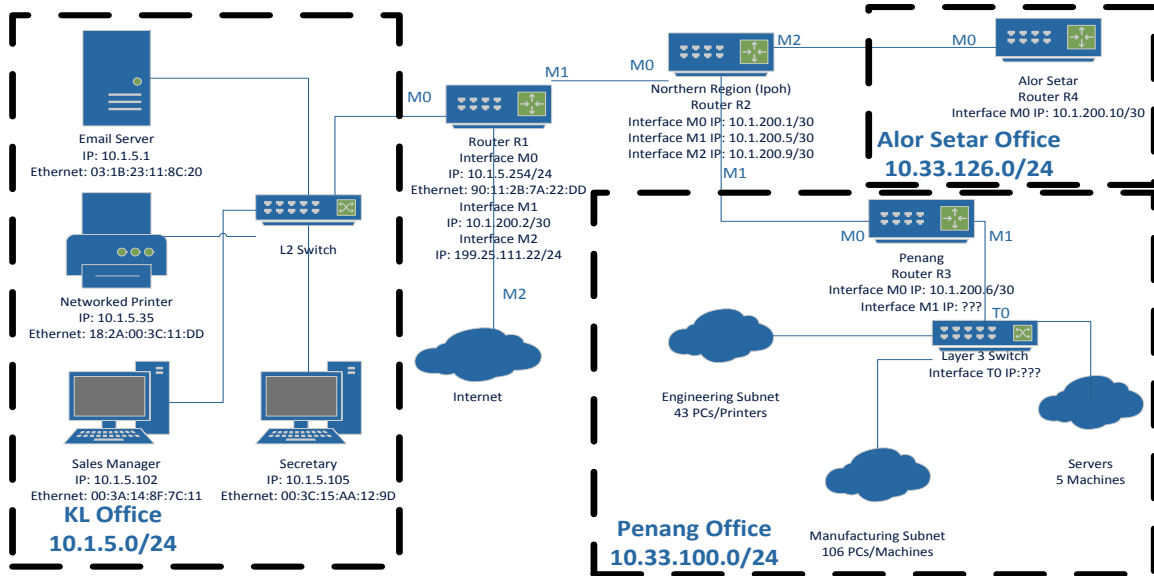 Email Server
IP: 10.1.5.1
Ethernet: 03:1B:23:11:8C:20
Networked Printer
IP: 10.1.5.35
Ethernet: 18:2A:00:3C:11:DD
L2 Switch
Sales Manager
IP: 10.1.5.102
Ethernet: 00:3A:14:8F:7C:11
Secretary
IP: 10.1.5.105
Ethernet: 00:3C:15:AA:12:9D
KL Office
10.1.5.0/24
M0
M1
Router R1
Interface M0
IP: 10.1.5.254/24
Ethernet: 90:11:2B:7A:22:DD
Interface M1
IP: 10.1.200.2/30
Interface M2
IP: 199.25.111.22/24
M2
Internet
M0
M2
Northern Region (Ipoh)
Router R2
Interface M0 IP: 10.1.200.1/30
Interface M1 IP: 10.1.200.5/30
Interface M2 IP: 10.1.200.9/30
M1
M0
Alor Setar
Router R4
Interface M0 IP: 10.1.200.10/30
Alor Setar Office
10.33.126.0/24
M0
M1
Penang
Router R3
Interface M0 IP: 10.1.200.6/30
Interface M1 IP: ???
T0
Layer 3 Switch
Interface T0 IP:???
Engineering Subnet
43 PCs/Printers
Servers
5 Machines
Manufacturing Subnet
106 PCs/Machines
Penang Office
10.33.100.0/24